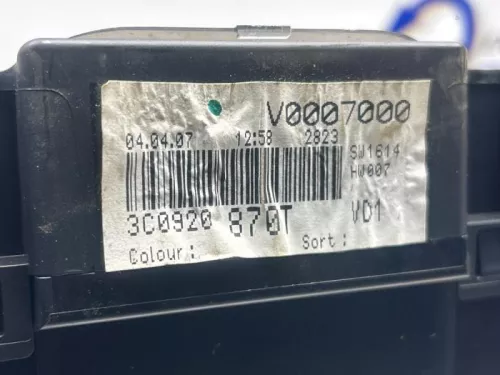 V0007000
04.04.07 12:58 2823
SW1614
HW007
3C0920 870T VD1
Colour: Sort: